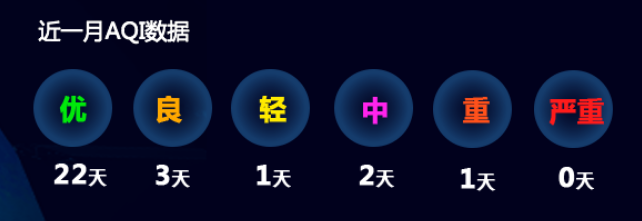 近一月AQI数据
优 良 轻 中 重 严重
22天 3天 1天 2天 1天 0天